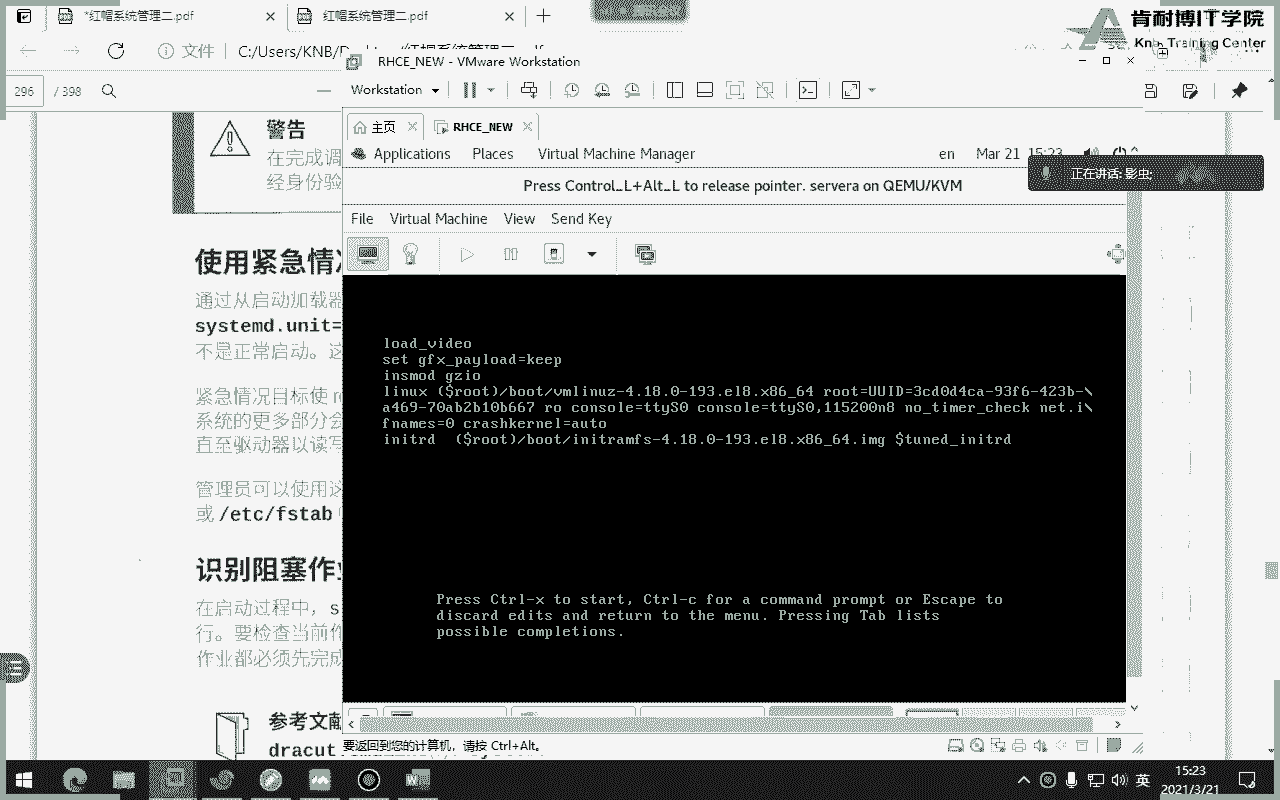 *红帽系统管理二.pdf
红帽系统管理二.pdf
肯耐博IT学院
Knb Training Center
文件
C:/Users/KNB/D
RHCE_NEW - VMware Workstation
296
/ 398
Workstation
主页
RHCE_NEW
警告
在完成调
经身份验
Applications Places Virtual Machine Manager
en Mar 21 15:23
正在讲话: 影虫;
Press Control_L+Alt_L to release pointer. servera on QEMU/KVM
File Virtual Machine View Send Key
使用紧急情况
通过从启动加载器
systemd.unit=
不是正常启动。这
紧急情况目标使 r
系统的更多部分会
直至驱动器以读写
管理员可以使用这
或 /etc/fstab
识别阻塞作业
在启动过程中，s
行。要检查当前作
作业都必须先完成
参考文献
dracut
load_video
set gfx_payload=keep
insmod gzio
linux ($root)/boot/vmlinuz-4.18.0-193.el8.x86_64 root=UUID=3cd0d4ca-93f6-423b-\
a469-70ab2b10b667 ro console=ttyS0 console=ttyS0,115200n8 no_timer_check net.i\
fnames=0 crashkernel=auto
initrd ($root)/boot/initramfs-4.18.0-193.el8.x86_64.img $tuned_initrd
Press Ctrl-x to start, Ctrl-c for a command prompt or Escape to
discard edits and return to the menu. Pressing Tab lists
possible completions.
要返回到您的计算机，请按 Ctrl+Alt。
英
15:23
2021/3/21